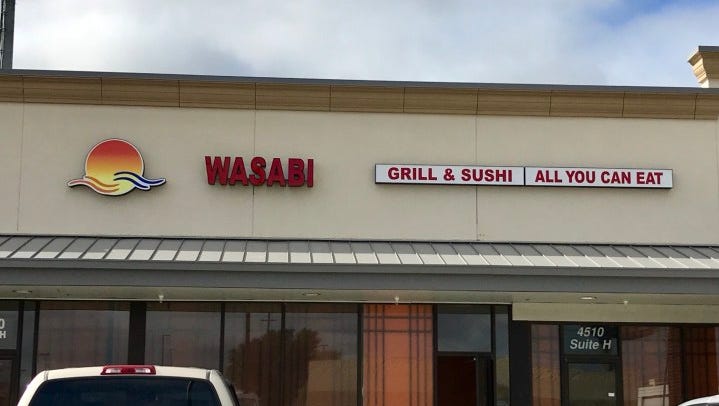 WASABI
GRILL & SUSHI ALL YOU CAN EAT
4510
Suite H